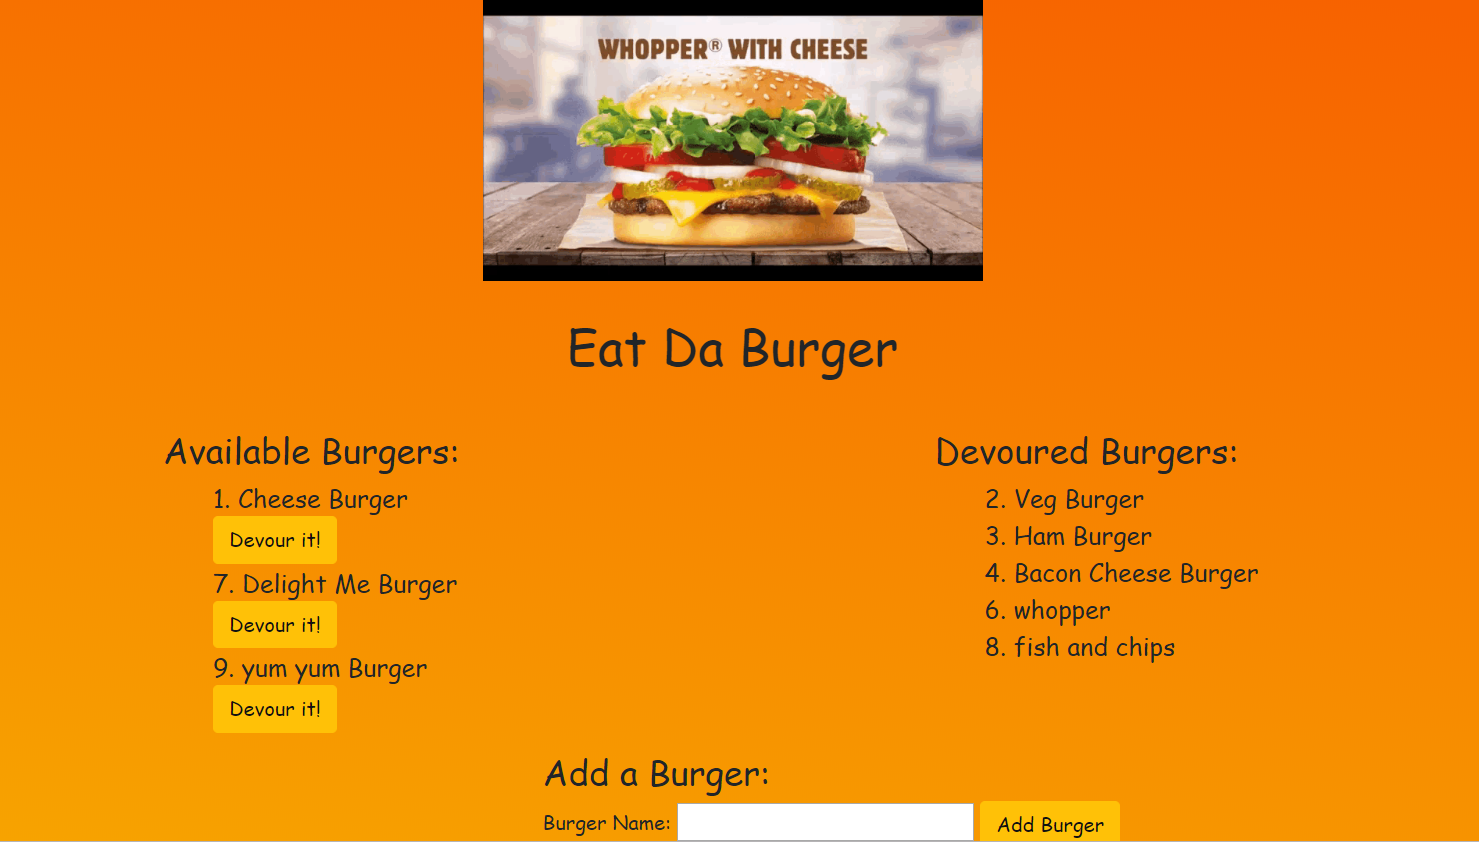 WHOPPER® WITH CHEESE
Eat Da Burger
Available Burgers:
1. Cheese Burger
Devour it!
7. Delight Me Burger
Devour it!
9. yum yum Burger
Devour it!
Devoured Burgers:
2. Veg Burger
3. Ham Burger
4. Bacon Cheese Burger
6. whopper
8. fish and chips
Add a Burger:
Burger Name: Add Burger